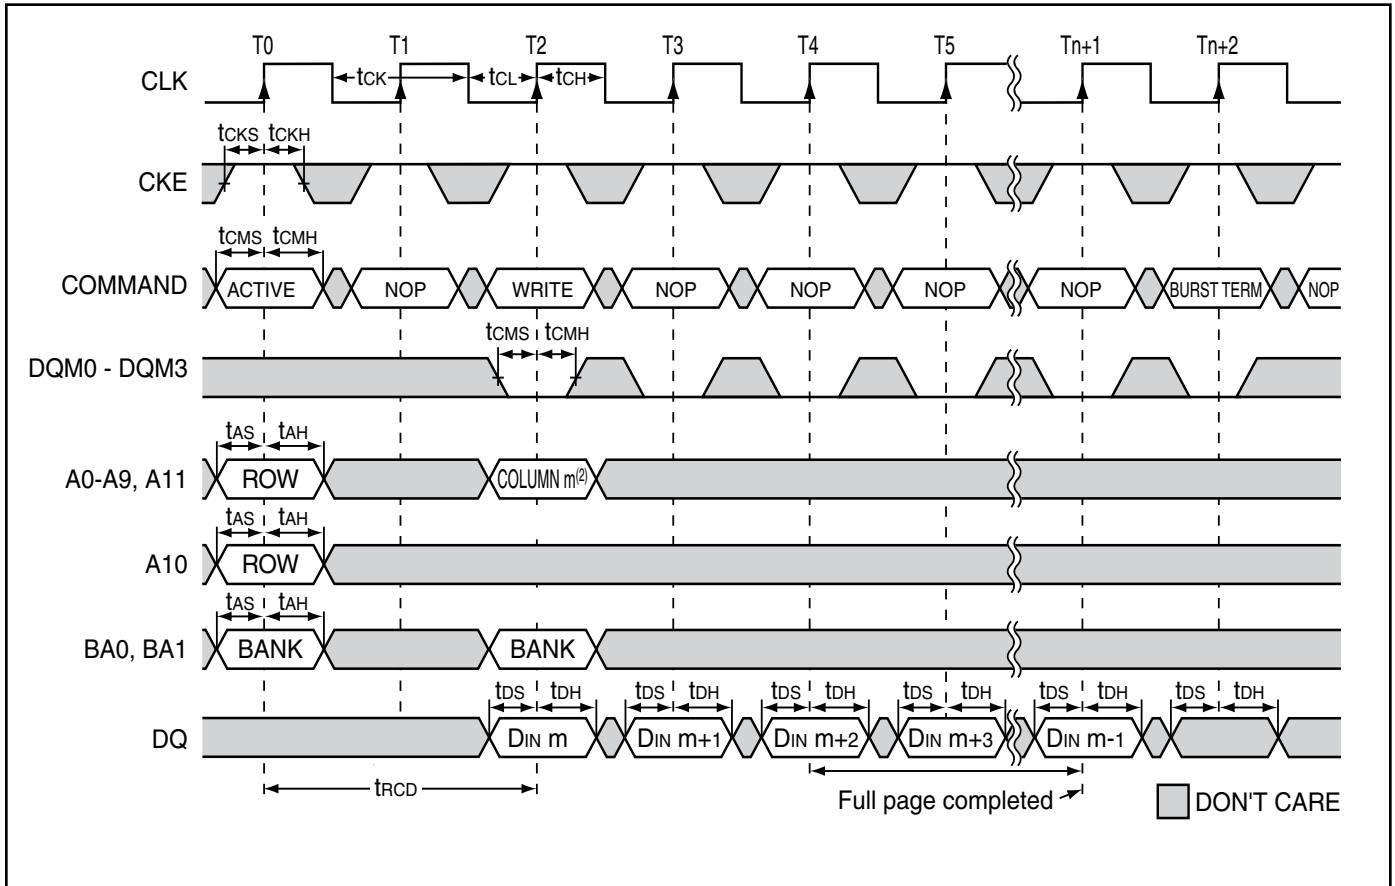 T0 T1 T2 T3 T4 T5 Tn+1 Tn+2
CLK tCK tCL tCH
tCKS tCKH
CKE
tCMS tCMH
COMMAND ACTIVE NOP WRITE NOP NOP NOP NOP BURST TERM NOP
tCMS tCMH
DQM0 - DQM3
tAS tAH
A0-A9, A11 ROW COLUMN m(2)
tAS tAH
A10 ROW
tAS tAH
BA0, BA1 BANK BANK
tDS tDH tDS tDH tDS tDH tDS tDH tDS tDH tDS tDH
DQ DIN m DIN m+1 DIN m+2 DIN m+3 DIN m-1
tRCD
Full page completed DON'T CARE